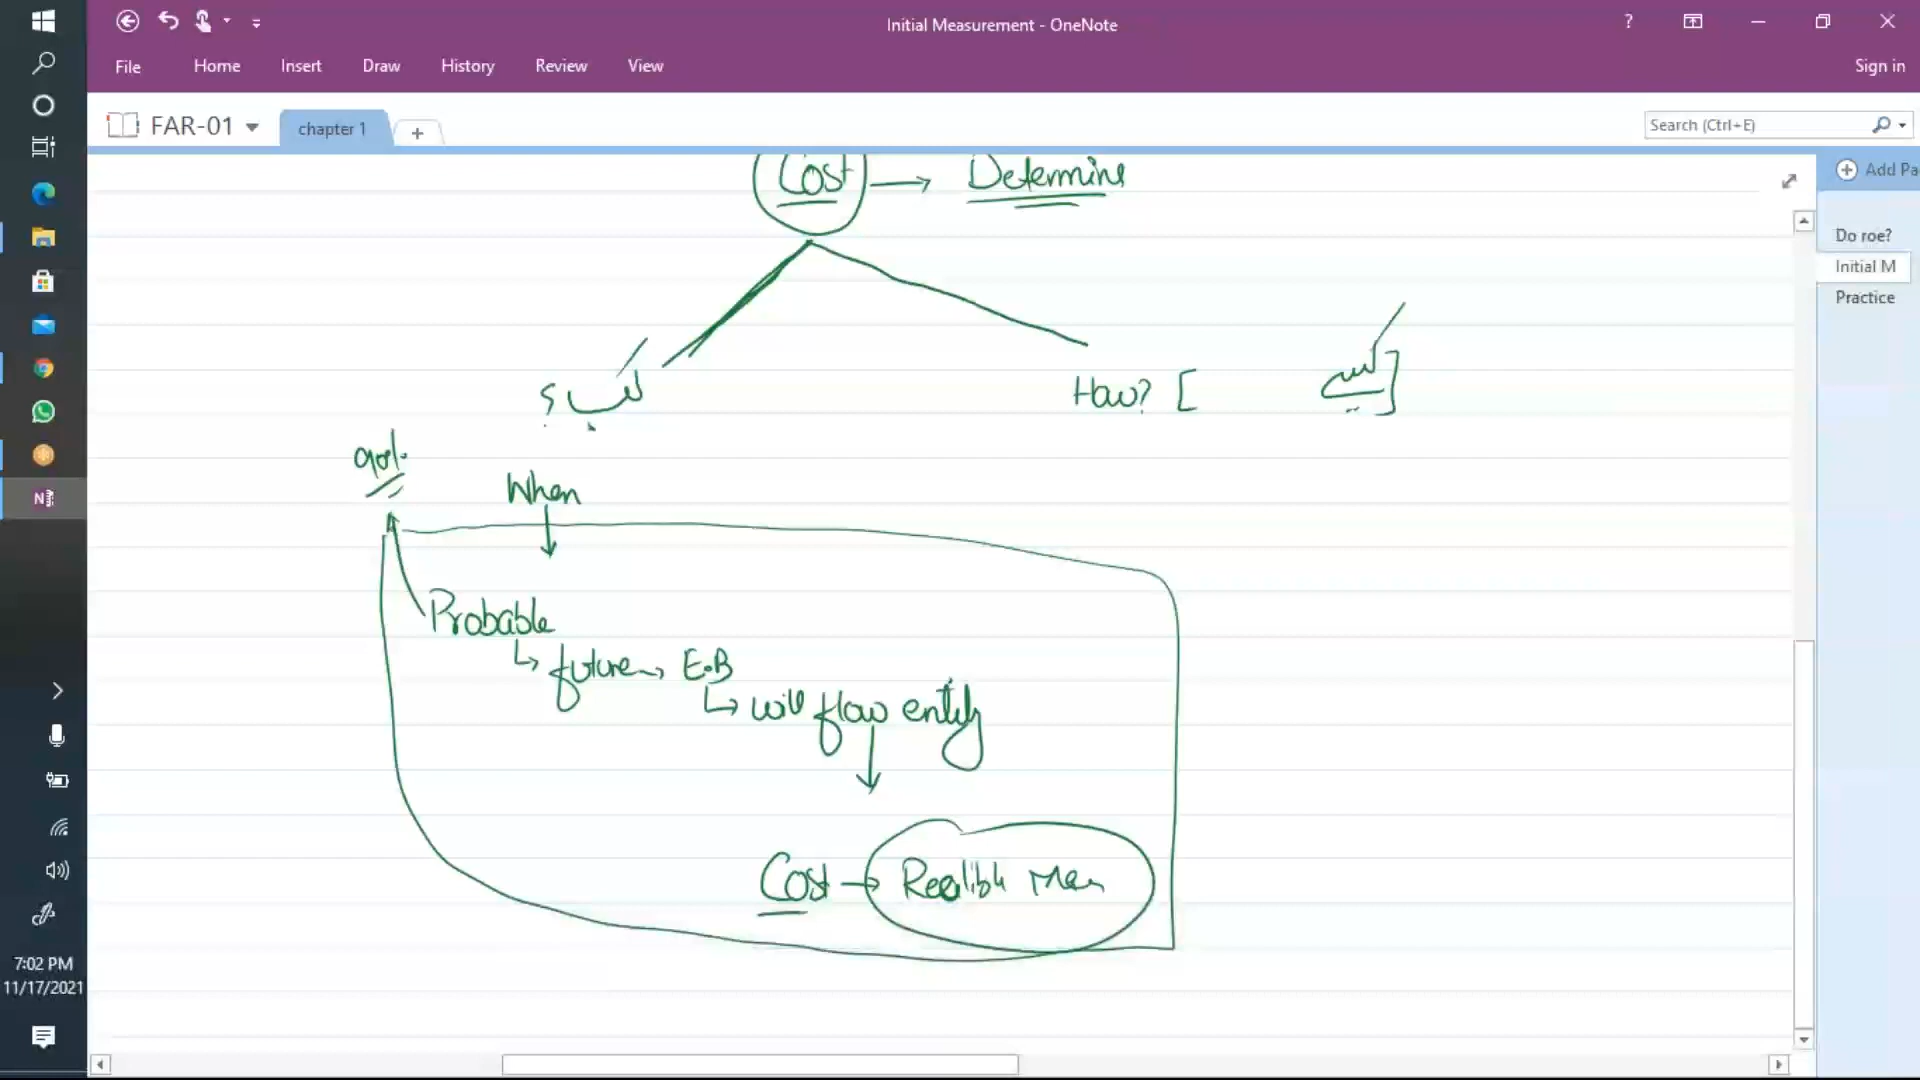 Initial Measurement - OneNote
?
File Home Insert Draw History Review View
Sign in
FAR-01 chapter 1 +
Search (Ctrl+E)
Cost → Determine
Add Pa
Do roe?
Initial M
Practice
کب ؟
How? [ کیسے ]
When
Probable
↳ future → E.B
↳ will flow entity
Cost → Realible Mea
7:02 PM
11/17/2021